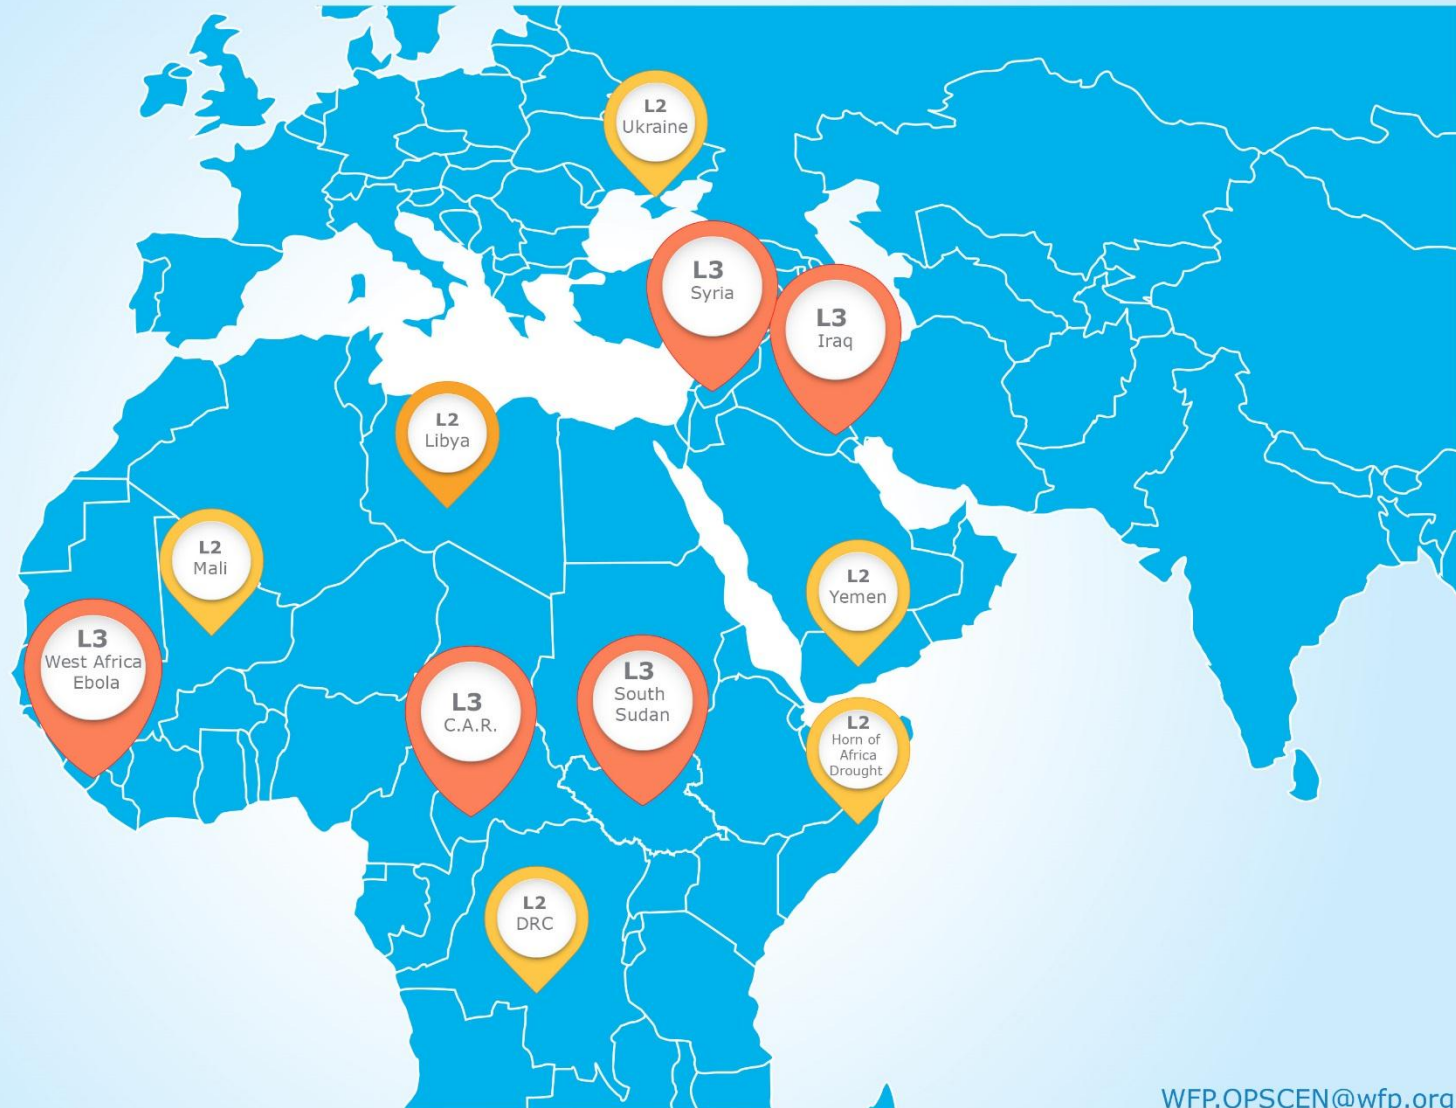 L2
Ukraine
L3
Syria
L3
Iraq
L2
Libya
L2
Mali
L2
Yemen
L3
West Africa
Ebola
L3
C.A.R.
L3
South
Sudan
L2
Horn of
Africa
Drought
L2
DRC
WFP.OPSCEN@wfp.org